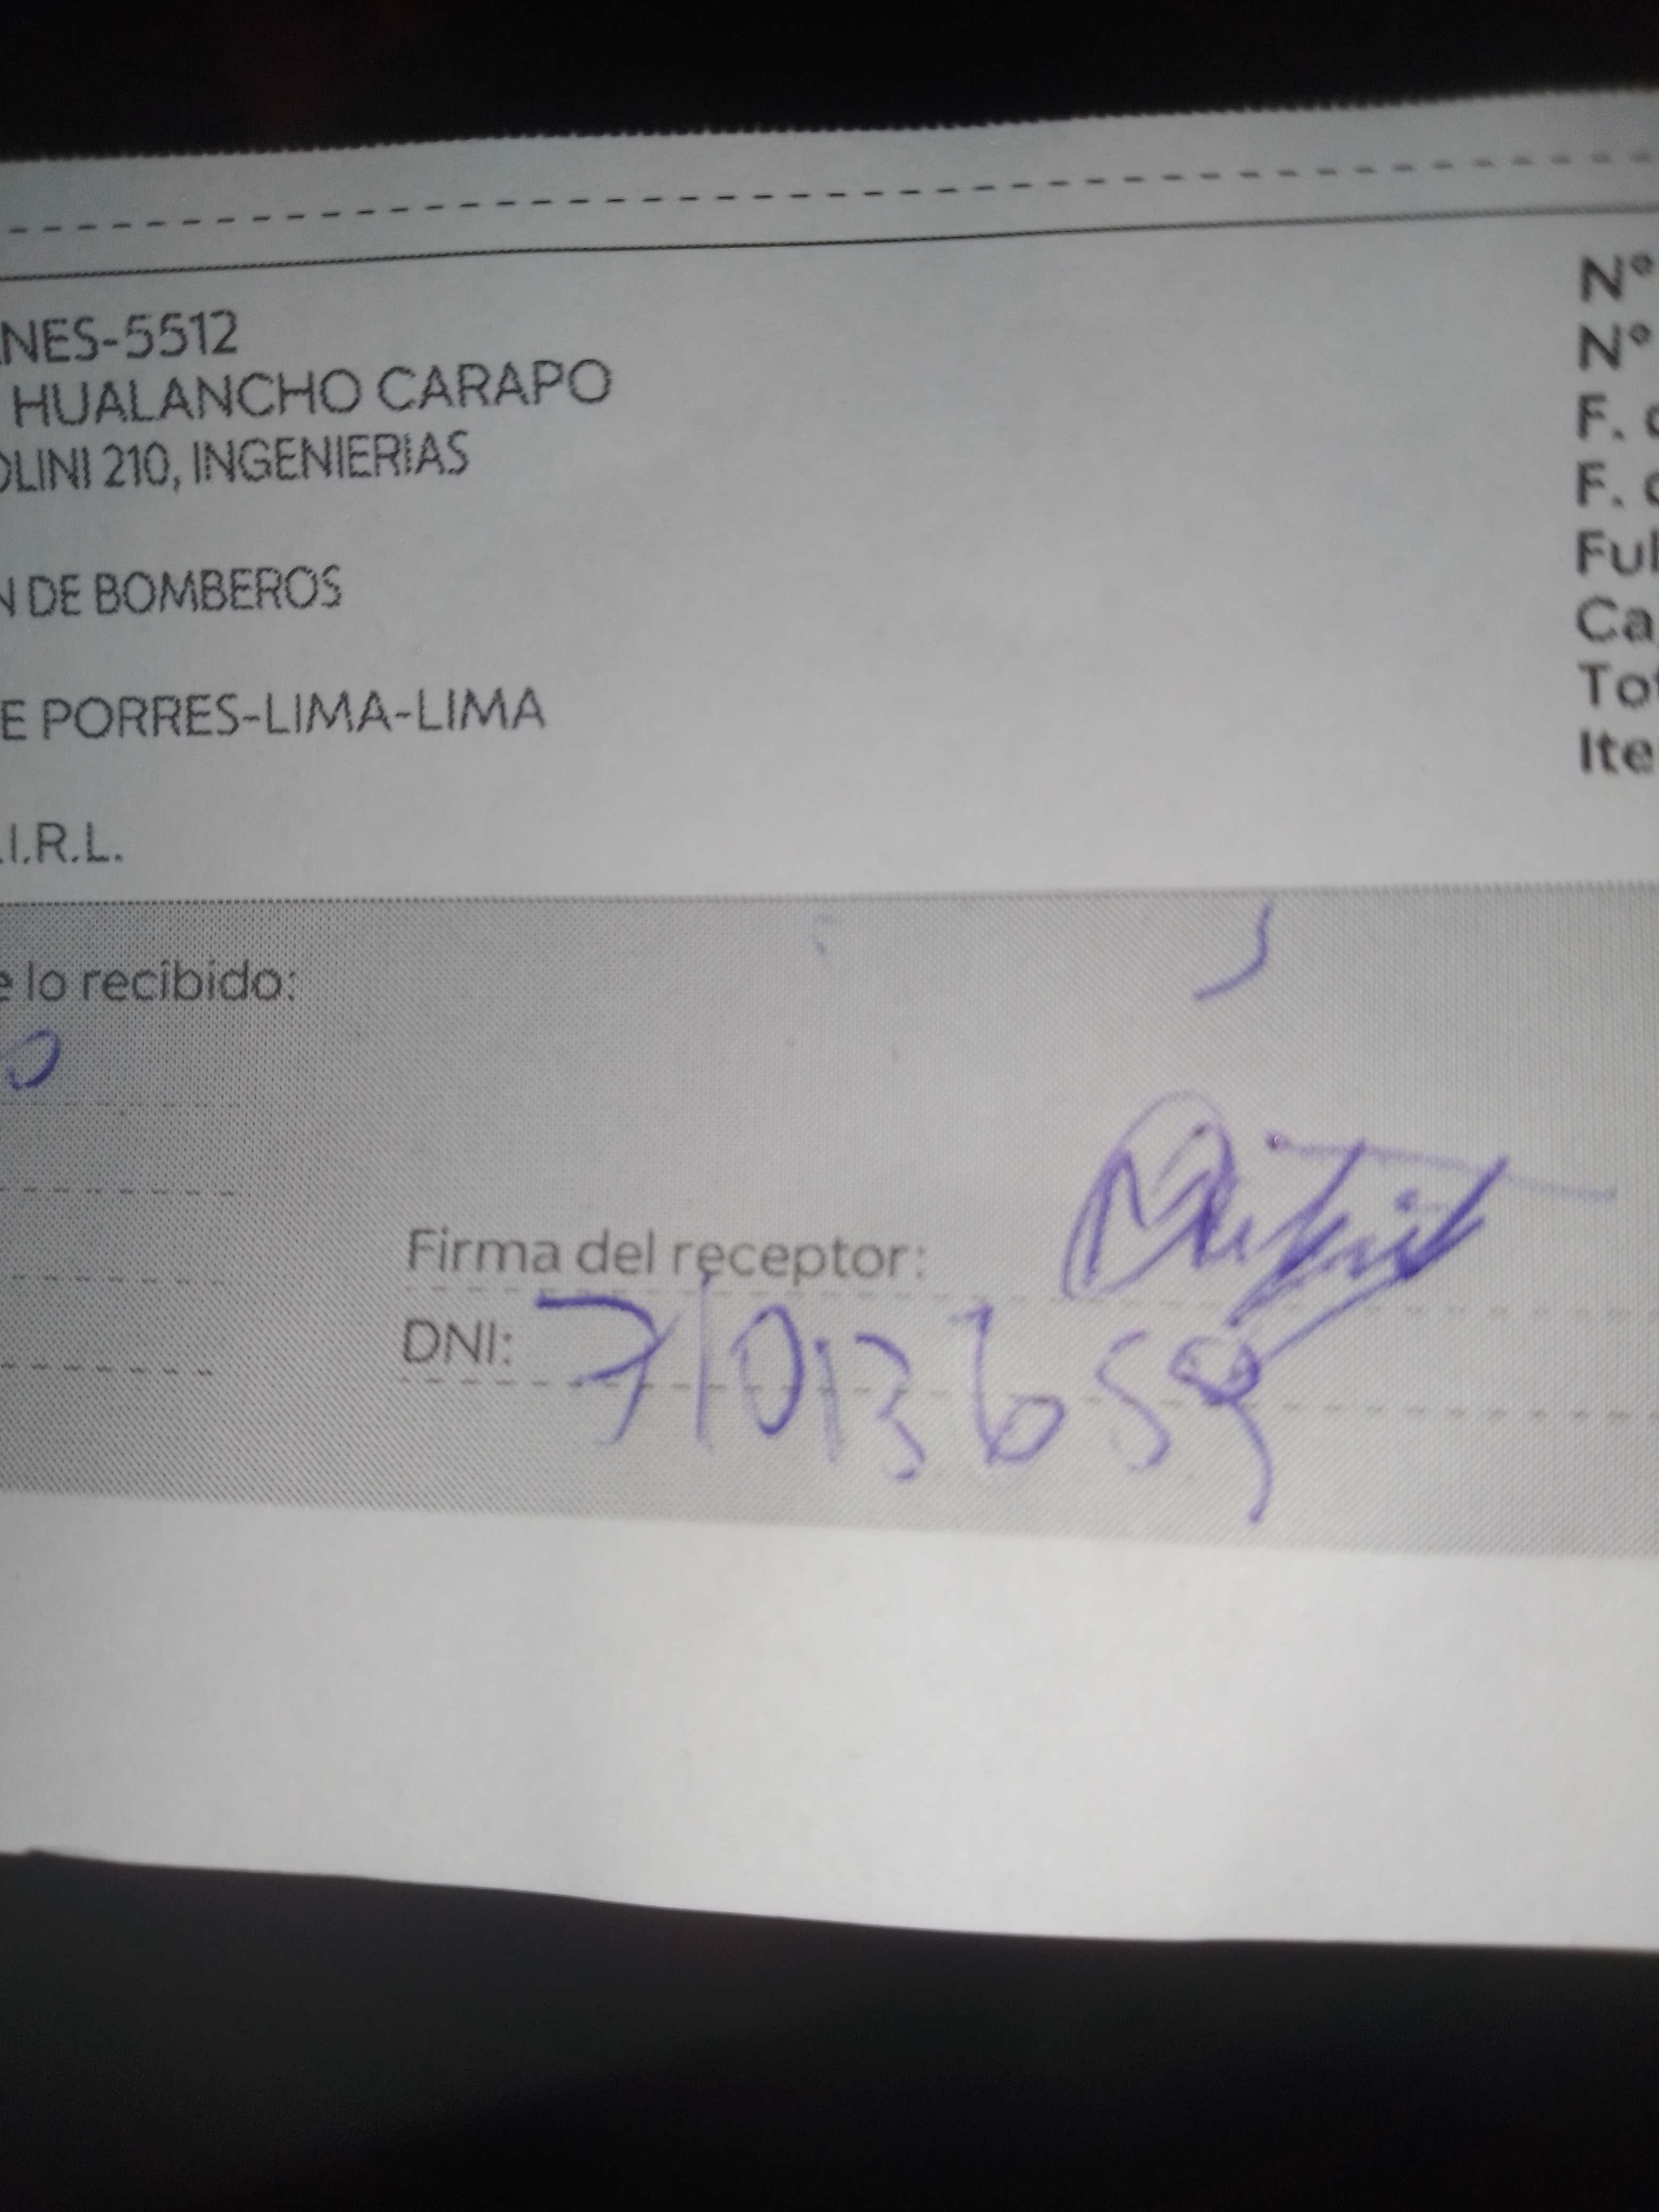 NES-5512
HUALANCHO CARAPO
OLINI 210, INGENIERIAS
N DE BOMBEROS
E PORRES-LIMA-LIMA
.I.R.L.
N°
N°
F.
F.
Ful
Ca
Tot
Ite
e lo recibido:
Firma del receptor:
DNI: 71013659